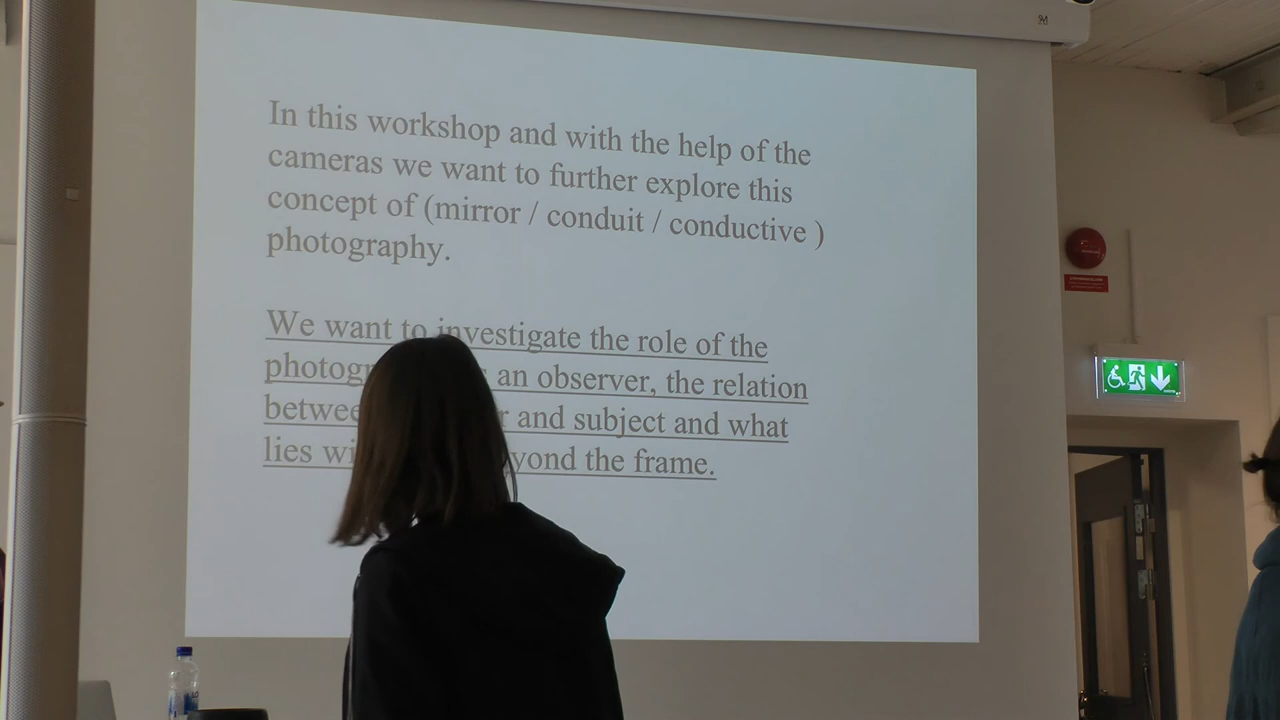 In this workshop and with the help of the
cameras we want to further explore this
concept of (mirror / conduit / conductive )
photography.
We want to investigate the role of the
an observer, the relation
and subject and what
lies the frame.